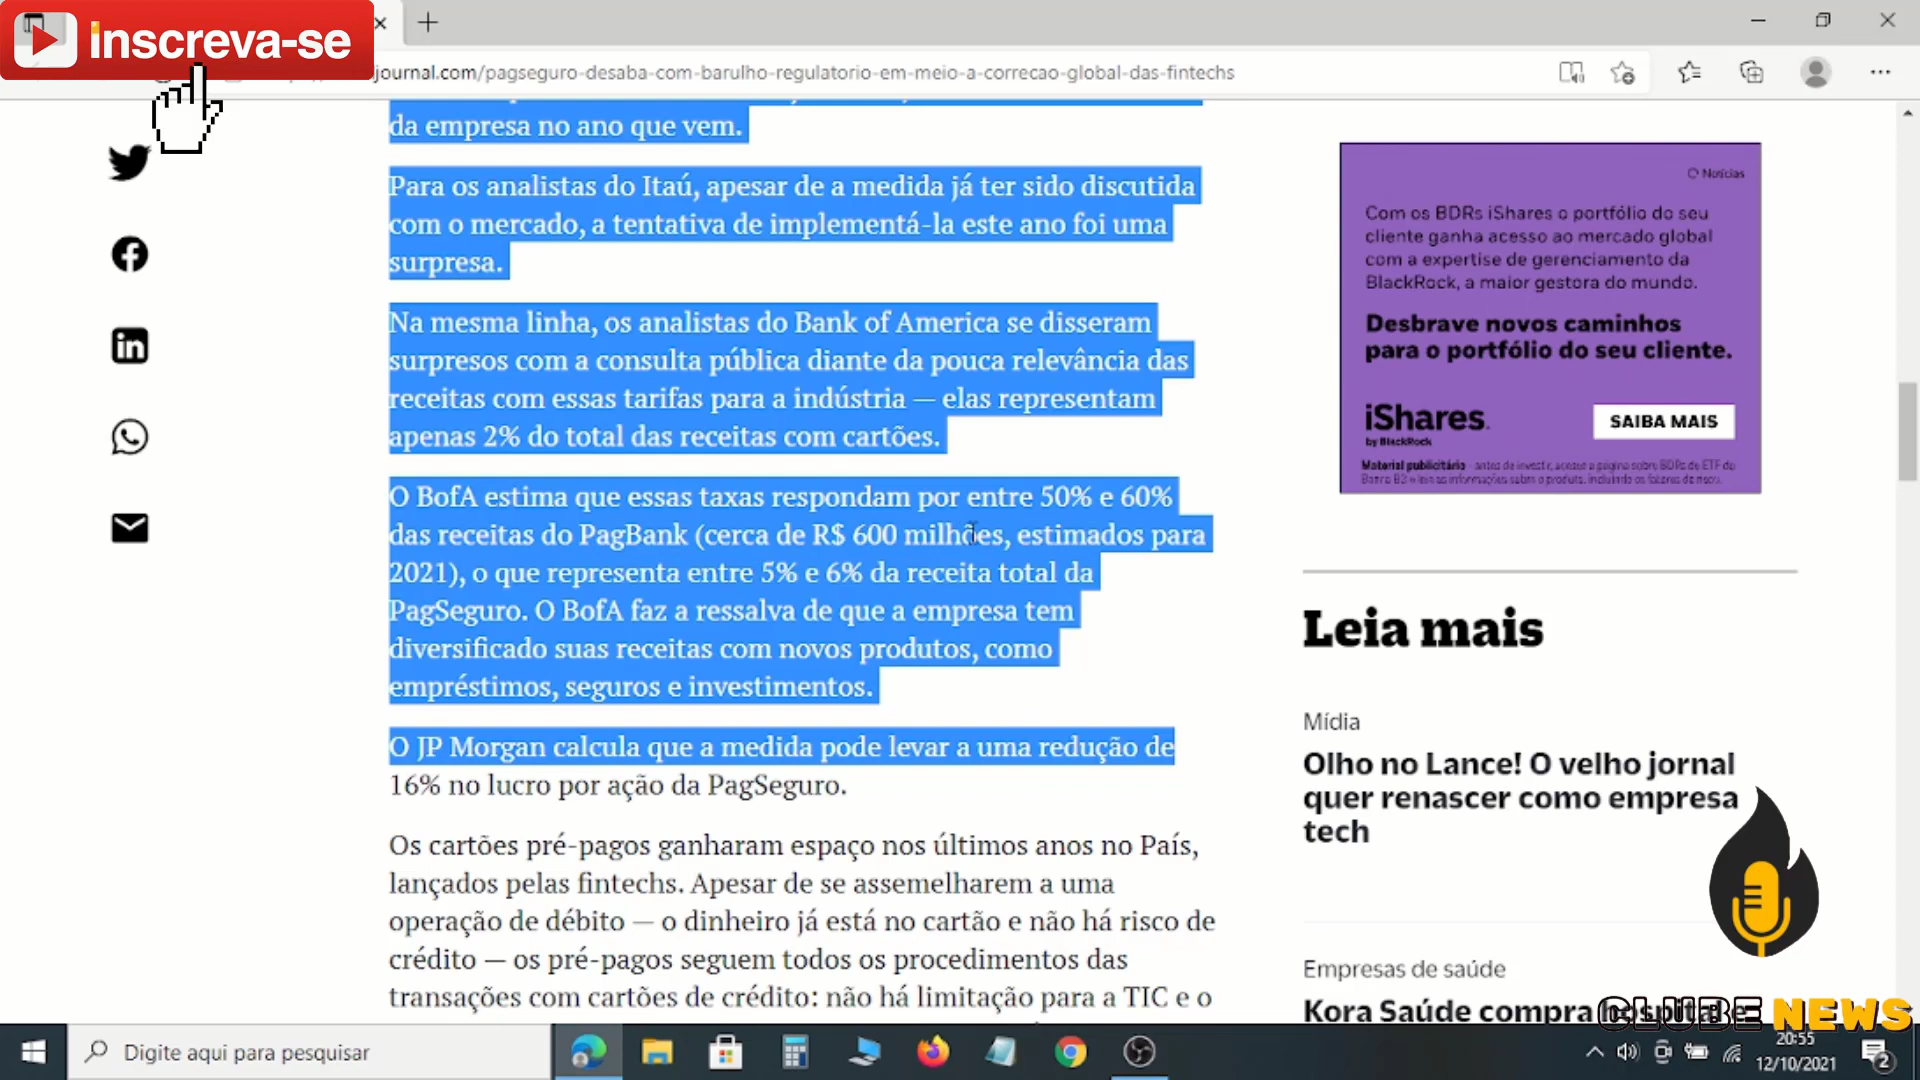 inscreva-se
journal.com/pagseguro-desaba-com-barulho-regulatorio-em-meio-a-correcao-global-das-fintechs
da empresa no ano que vem.
Para os analistas do Itaú, apesar de a medida já ter sido discutida
com o mercado, a tentativa de implementá-la este ano foi uma
surpresa.
Na mesma linha, os analistas do Bank of America se disseram
surpresos com a consulta pública diante da pouca relevância das
receitas com essas tarifas para a indústria — elas representam
apenas 2% do total das receitas com cartões.
O BofA estima que essas taxas respondam por entre 50% e 60%
das receitas do PagBank (cerca de R$ 600 milhões, estimados para
2021), o que representa entre 5% e 6% da receita total da
PagSeguro. O BofA faz a ressalva de que a empresa tem
diversificado suas receitas com novos produtos, como
empréstimos, seguros e investimentos.
O JP Morgan calcula que a medida pode levar a uma redução de
16% no lucro por ação da PagSeguro.
Os cartões pré-pagos ganharam espaço nos últimos anos no País,
lançados pelas fintechs. Apesar de se assemelharem a uma
operação de débito — o dinheiro já está no cartão e não há risco de
crédito — os pré-pagos seguem todos os procedimentos das
transações com cartões de crédito: não há limitação para a TIC e o
Notícias
Com os BDRs iShares o portfólio do seu
cliente ganha acesso ao mercado global
com a expertise de gerenciamento da
BlackRock, a maior gestora do mundo.
Desbrave novos caminhos
para o portfólio do seu cliente.
iShares.
by BlackRock
SAIBA MAIS
Material publicitário - antes de investir, acesse a página sobre BDRs de ETF do
Leia mais
Mídia
Olho no Lance! O velho jornal
quer renascer como empresa
tech
Empresas de saúde
Kora Saúde compra hospital
CLUBE NEWS
Digite aqui para pesquisar
20:55
12/10/2021
2